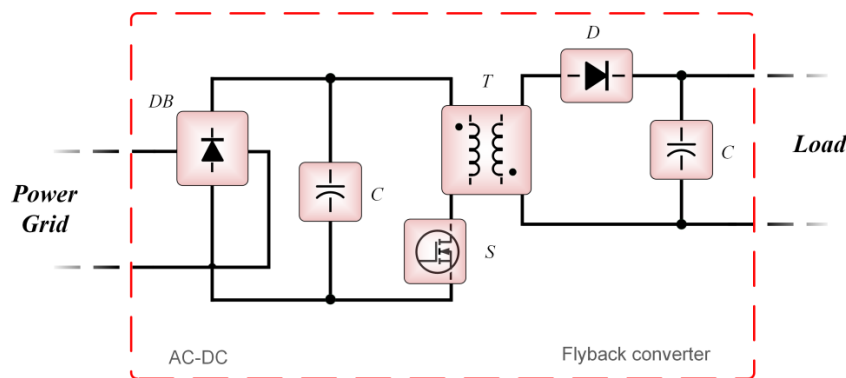 D
T
DB
Power
Grid
C
S
C
Load
AC-DC
Flyback converter